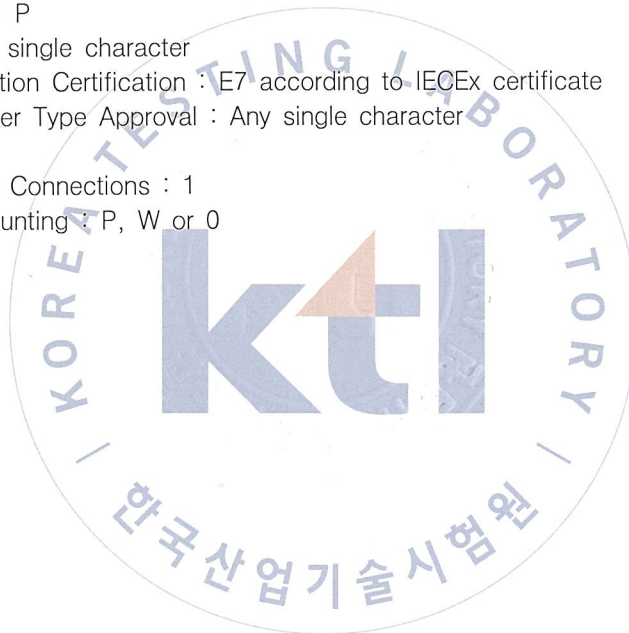 P
single character
tion Certification : E7 according to IECEx certificate
er Type Approval : Any single character
Connections : 1
unting : P, W or 0
KOREA TESTING LABORATORY
ktl
한국산업기술시험원